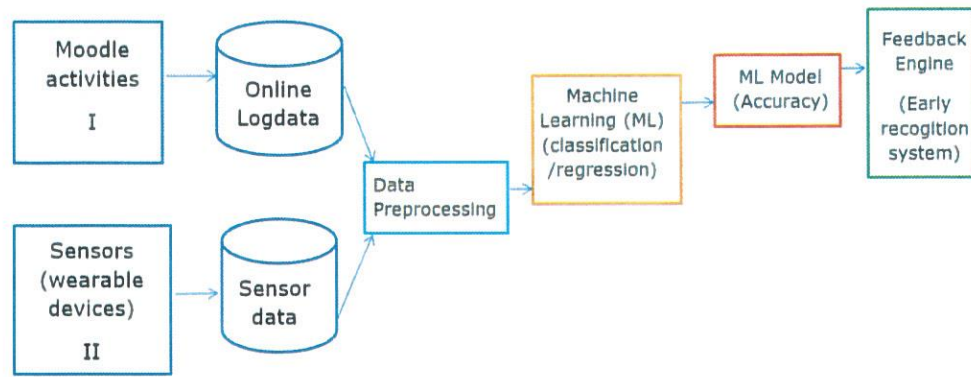 Moodle
activities
I
Online
Logdata
Sensors
(wearable
devices)
II
Sensor
data
Data
Preprocessing
Machine
Learning (ML)
(classification
/regression)
ML Model
(Accuracy)
Feedback
Engine
(Early
recogition
system)